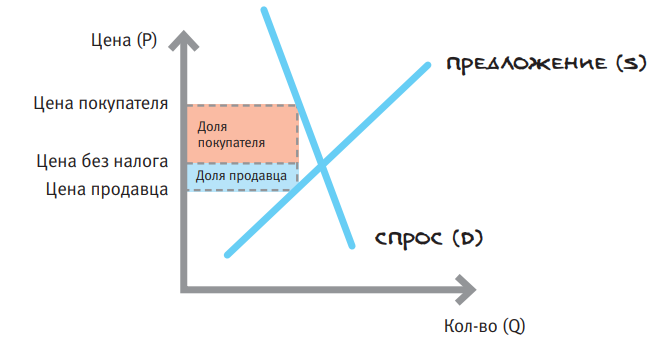 Цена (P)
ПРЕДЛОЖЕНИЕ (S)
Цена покупателя
Доля
покупателя
Цена без налога
Доля продавца
Цена продавца
СПРОС (D)
Кол-во (Q)